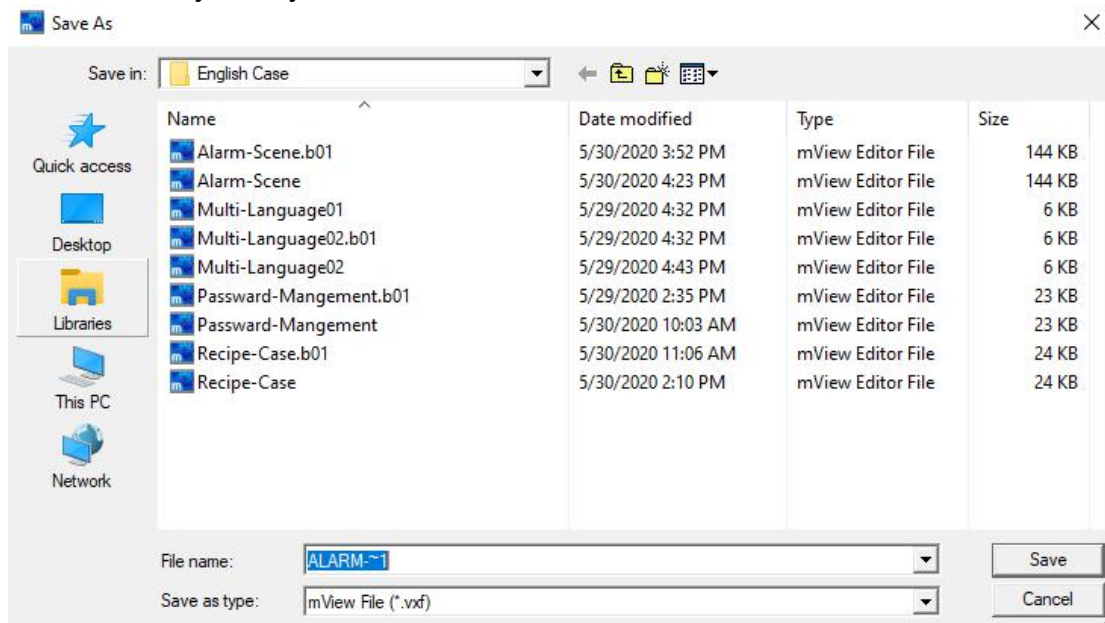 Save As
Save in: English Case
Name Date modified Type Size
Quick access
Desktop
Libraries
This PC
Network
Alarm-Scene.b01 5/30/2020 3:52 PM mView Editor File 144 KB
Alarm-Scene 5/30/2020 4:23 PM mView Editor File 144 KB
Multi-Language01 5/29/2020 4:32 PM mView Editor File 6 KB
Multi-Language02.b01 5/29/2020 4:32 PM mView Editor File 6 KB
Multi-Language02 5/29/2020 4:43 PM mView Editor File 6 KB
Passward-Mangement.b01 5/29/2020 2:35 PM mView Editor File 23 KB
Passward-Mangement 5/30/2020 10:03 AM mView Editor File 23 KB
Recipe-Case.b01 5/30/2020 11:06 AM mView Editor File 24 KB
Recipe-Case 5/30/2020 2:10 PM mView Editor File 24 KB
File name: ALARM-~1 Save
Save as type: mView File (*.vxf) Cancel